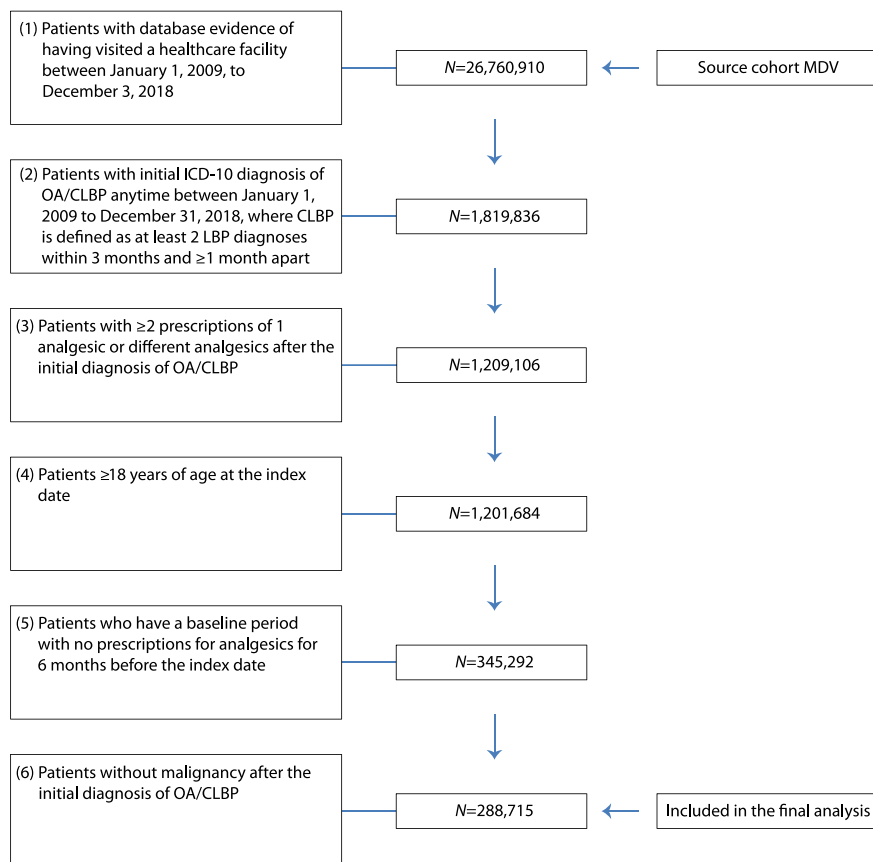 (1) Patients with database evidence of
having visited a healthcare facility
between January 1, 2009, to
December 3, 2018
N=26,760,910
Source cohort MDV
(2) Patients with initial ICD-10 diagnosis of
OA/CLBP anytime between January 1,
2009 to December 31, 2018, where CLBP
is defined as at least 2 LBP diagnoses
within 3 months and ≥1 month apart
N=1,819,836
(3) Patients with ≥2 prescriptions of 1
analgesic or different analgesics after the
initial diagnosis of OA/CLBP
N=1,209,106
(4) Patients ≥18 years of age at the index
date
N=1,201,684
(5) Patients who have a baseline period
with no prescriptions for analgesics for
6 months before the index date
N=345,292
(6) Patients without malignancy after the
initial diagnosis of OA/CLBP
N=288,715
Included in the final analysis